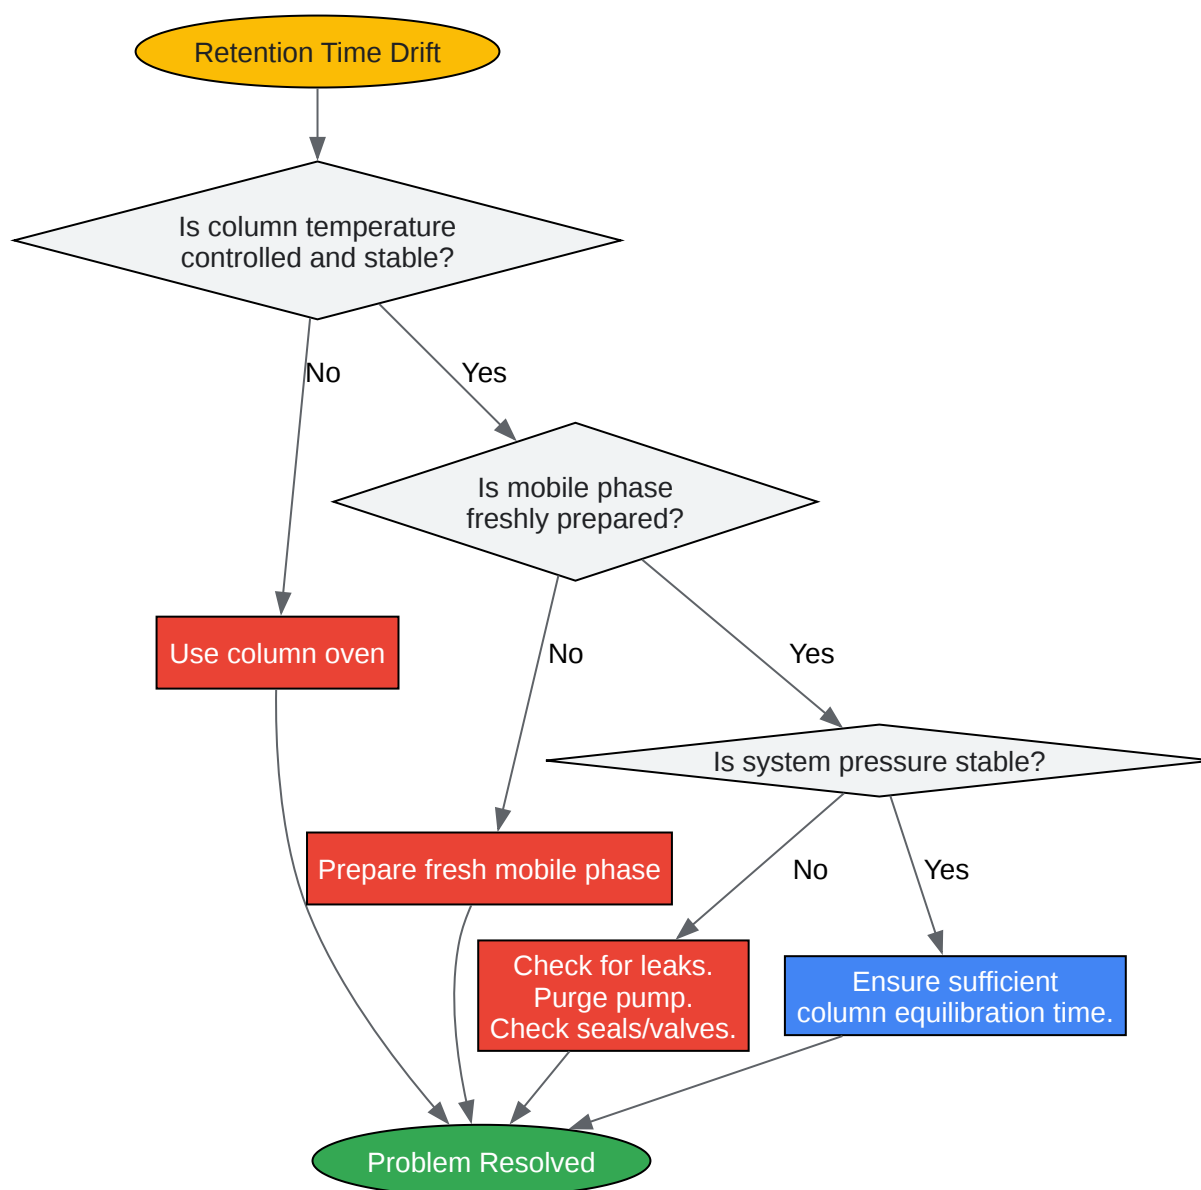 Retention Time Drift
Is column temperature
controlled and stable?
No
Yes
Is mobile phase
freshly prepared?
Use column oven
No
Yes
Is system pressure stable?
Prepare fresh mobile phase
No
Yes
Check for leaks.
Purge pump.
Check seals/valves.
Ensure sufficient
column equilibration time.
Problem Resolved